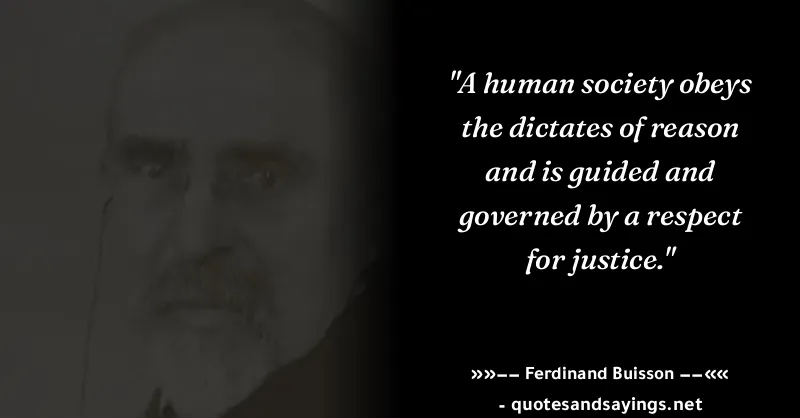 "A human society obeys
the dictates of reason
and is guided and
governed by a respect
for justice."
»»–– Ferdinand Buisson ––««
- quotesandsayings.net